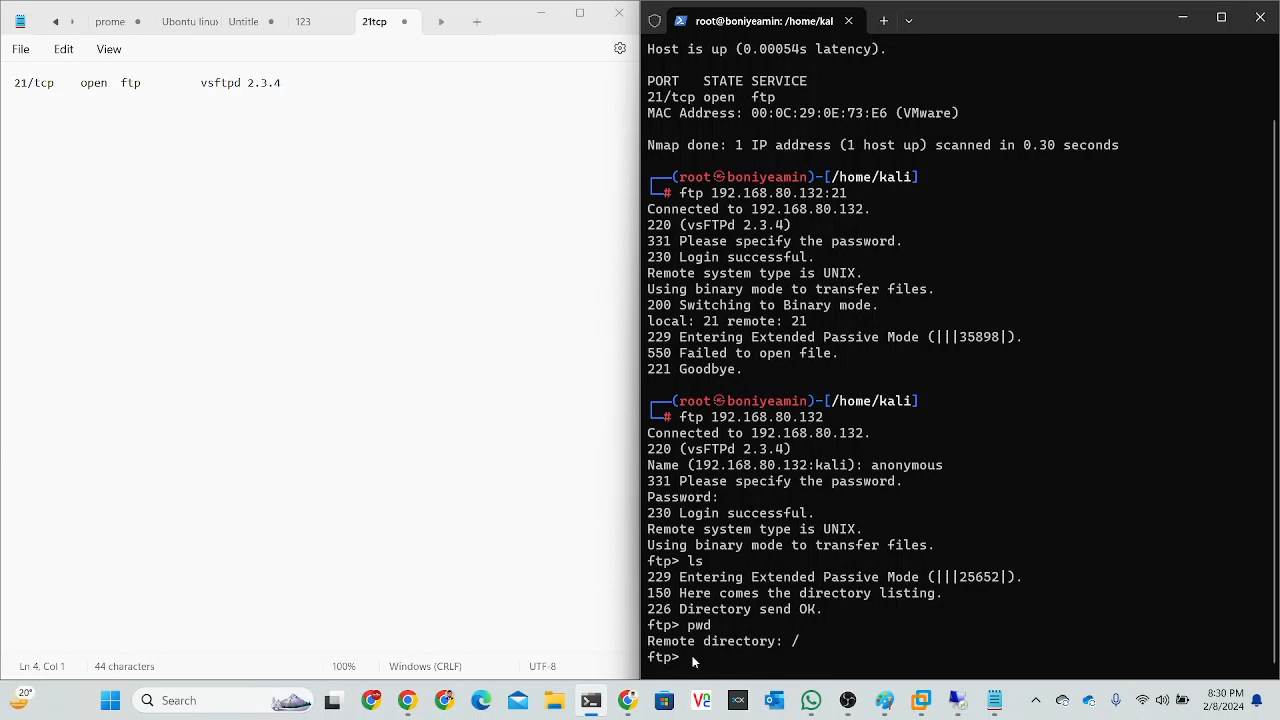 prome
Ubuntu linux
Untitle
123
21tcp
File
Edit
View
21/tcp open ftp vsftpd 2.3.4
Ln 4, Col 1
44 characters
100%
Windows (CRLF)
UTF-8
root@boniyeamin: /home/kal
Host is up (0.00054s latency).
PORT STATE SERVICE
21/tcp open ftp
MAC Address: 00:0C:29:0E:73:E6 (VMware)
Nmap done: 1 IP address (1 host up) scanned in 0.30 seconds
┌──(root㉿boniyeamin)-[/home/kali]
└─# ftp 192.168.80.132:21
Connected to 192.168.80.132.
220 (vsFTPd 2.3.4)
331 Please specify the password.
230 Login successful.
Remote system type is UNIX.
Using binary mode to transfer files.
200 Switching to Binary mode.
local: 21 remote: 21
229 Entering Extended Passive Mode (|||35898|).
550 Failed to open file.
221 Goodbye.
┌──(root㉿boniyeamin)-[/home/kali]
└─# ftp 192.168.80.132
Connected to 192.168.80.132.
220 (vsFTPd 2.3.4)
Name (192.168.80.132:kali): anonymous
331 Please specify the password.
Password:
230 Login successful.
Remote system type is UNIX.
Using binary mode to transfer files.
ftp> ls
229 Entering Extended Passive Mode (|||25652|).
150 Here comes the directory listing.
226 Directory send OK.
ftp> pwd
Remote directory: /
ftp>
20°
Search
8:30 PM
2/8/2024